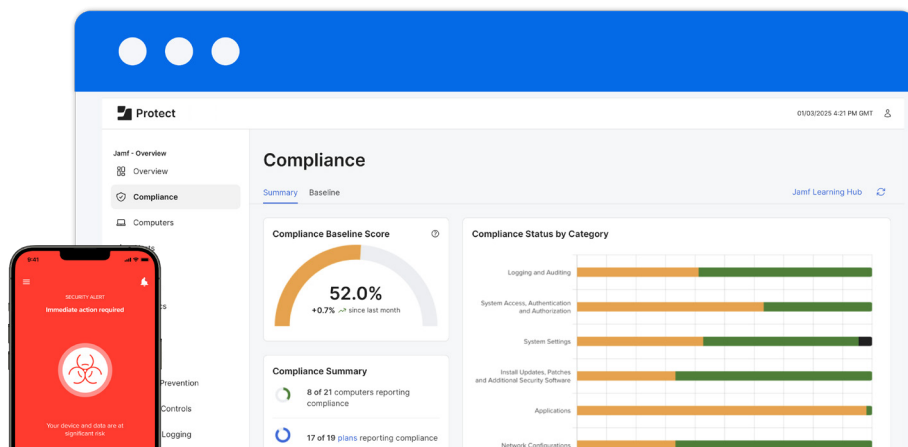 Protect
01/03/2025 4:21 PM GMT
Jamf - Overview
Overview
Compliance
Computers
Prevention
Controls
Logging
Compliance
Summary Baseline
Jamf Learning Hub
Compliance Baseline Score
52.0%
+0.7% since last month
Compliance Summary
8 of 21 computers reporting
compliance
17 of 19 plans reporting compliance
Compliance Status by Category
Logging and Auditing
System Access, Authentication
and Authorization
System Settings
Install Updates, Patches
and Additional Security Software
Applications
Network Configurations
9:41
SECURITY ALERT
Immediate action required
Your device and data are at
significant risk